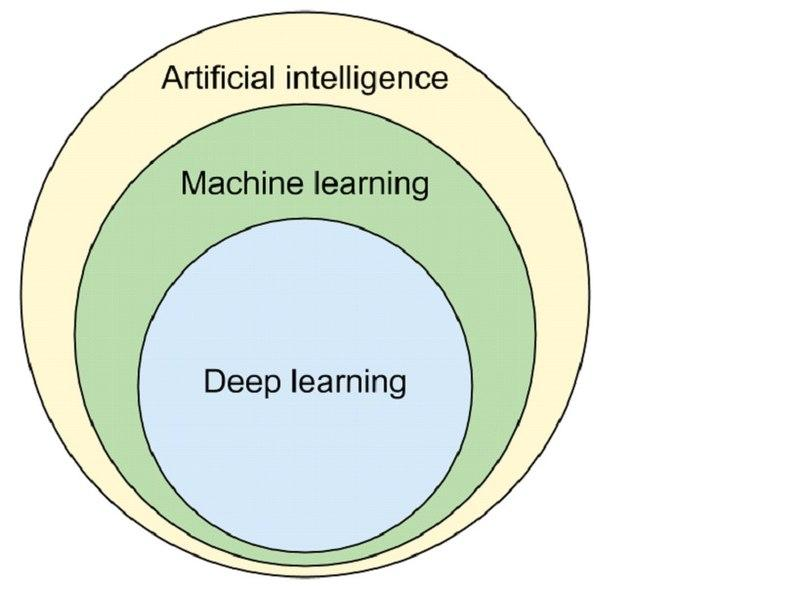 Artificial intelligence
Machine learning
Deep learning